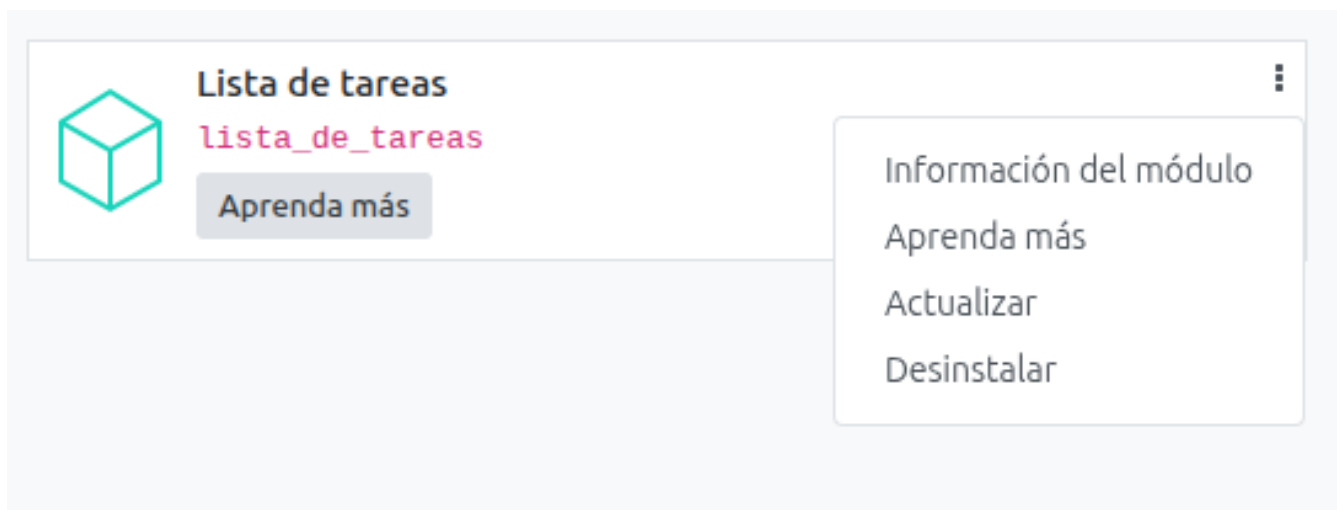 Lista de tareas
lista_de_tareas
Aprenda más
Información del módulo
Aprenda más
Actualizar
Desinstalar